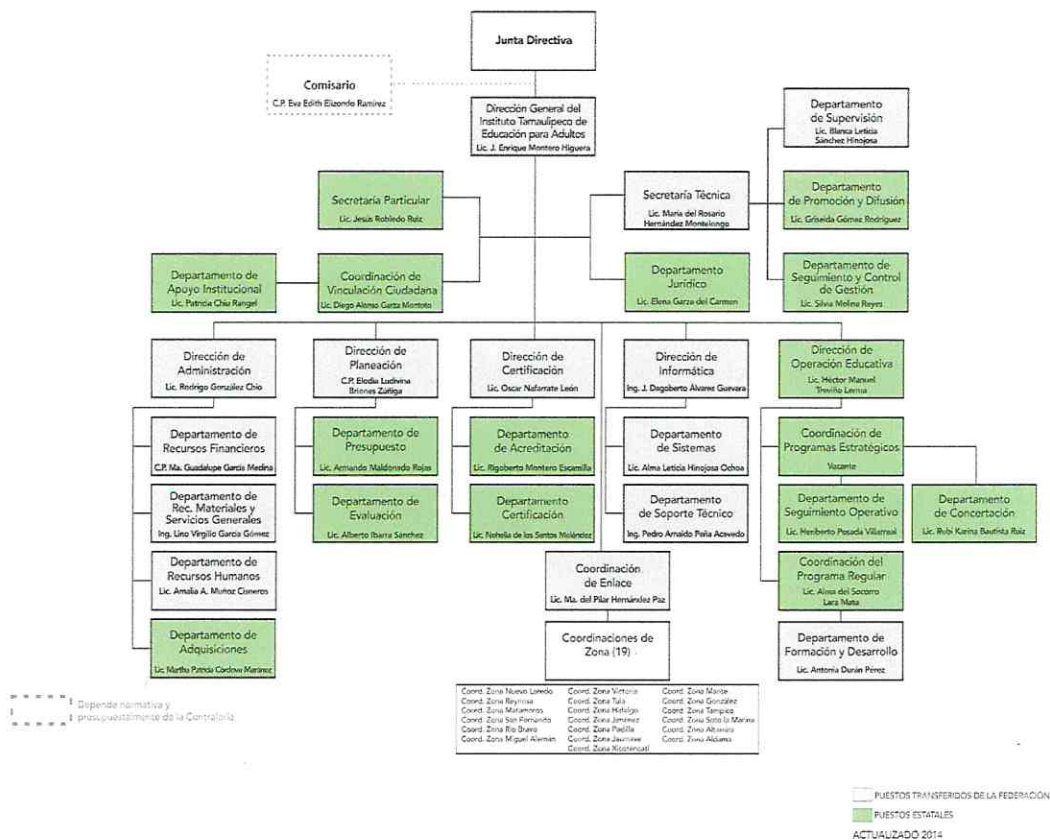 Junta Directiva
Comisario
C.P. Eva Edith Elizondo Ramírez
Dirección General del
Instituto Tamaulipeco de
Educación para Adultos
Lic. J. Enrique Montero Higuera
Departamento
de Supervisión
Lic. Blanca Leticia
Sánchez Hinojosa
Secretaría Particular
Lic. Jesús Robledo Ruiz
Secretaría Técnica
Lic. María del Rosario
Hernández Montelongo
Departamento
de Promoción y Difusión
Lic. Griselda Gómez Rodríguez
Departamento de
Apoyo Institucional
Lic. Patricia Chiu Rangel
Coordinación de
Vinculación Ciudadana
Lic. Diego Alonso Garza Montoto
Departamento
Jurídico
Lic. Elena Garza del Carmen
Departamento de
Seguimiento y Control
de Gestión
Lic. Silvia Molina Reyes
Dirección de
Administración
Lic. Rodrigo González Chio
Dirección de
Planeación
C.P. Elodia Ludivina
Briones Zúñiga
Dirección de
Certificación
Lic. Oscar Nafarrate León
Dirección de
Informática
Ing. J. Dagoberto Alvarez Guevara
Dirección de
Operación Educativa
Lic. Héctor Manuel
Treviño Lerma
Departamento de
Recursos Financieros
C.P. Ma. Guadalupe García Medina
Departamento de
Presupuesto
Lic. Armando Maldonado Rojas
Departamento
de Acreditación
Lic. Rigoberto Montero Escamilla
Departamento
de Sistemas
Lic. Alma Leticia Hinojosa Ochoa
Coordinación de
Programas Estratégicos
Vacante
Departamento de
Rec. Materiales y
Servicios Generales
Ing. Lino Virgilio García Gómez
Departamento de
Evaluación
Lic. Alberto Ibarra Sánchez
Departamento
Certificación
Lic. Nohelia de los Santos Meléndez
Departamento
de Soporte Técnico
Ing. Pedro Arnaldo Peña Acevedo
Departamento de
Seguimiento Operativo
Lic. Heriberto Posada Villarreal
Departamento
de Concertación
Lic. Rubi Karina Bautista Ruiz
Departamento de
Recursos Humanos
Lic. Amalia A. Muñoz Cisneros
Coordinación
de Enlace
Lic. Ma. del Pilar Hernández Paz
Coordinación del
Programa Regular
Lic. Alma del Socorro
Lara Mata
Departamento de
Adquisiciones
Lic. Martha Patricia Cordova Martínez
Coordinaciones de
Zona (19)
Departamento de
Formación y Desarrollo
Lic. Antonia Durán Pérez
Depende normativa y
presupuestalmente de la Contraloría
Coord. Zona Nuevo Laredo Coord. Zona Victoria Coord. Zona Mante
Coord. Zona Reynosa Coord. Zona Tula Coord. Zona González
Coord. Zona Matamoros Coord. Zona Hidalgo Coord. Zona Tampico
Coord. Zona San Fernando Coord. Zona Jiménez Coord. Zona Soto la Marina
Coord. Zona Río Bravo Coord. Zona Padilla Coord. Zona Altamira
Coord. Zona Miguel Alemán Coord. Zona Jaumave Coord. Zona Aldama
Coord. Zona Xicoténcatl
PUESTOS TRANSFERIDOS DE LA FEDERACIÓN
PUESTOS ESTATALES
ACTUALIZADO 2014